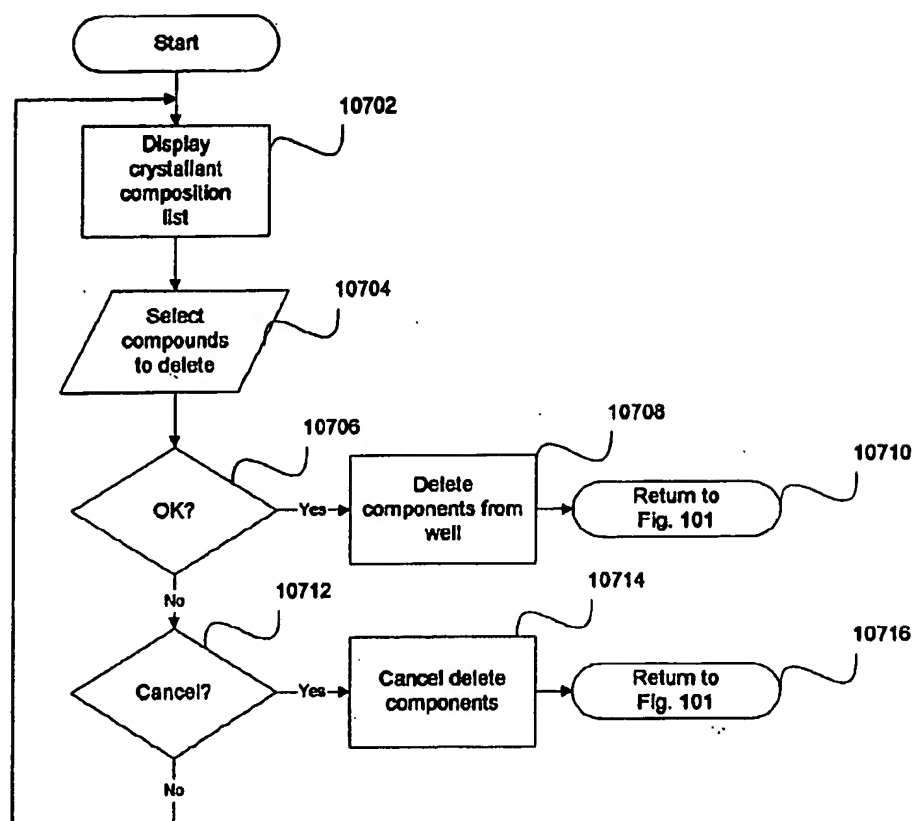 Start
10702
Display
crystallant
composition
list
10704
Select
compounds
to delete
10706
OK?
Yes
10708
Delete
components from
well
10710
Return to
Fig. 101
No
10712
Cancel?
Yes
10714
Cancel delete
components
10716
Return to
Fig. 101
No